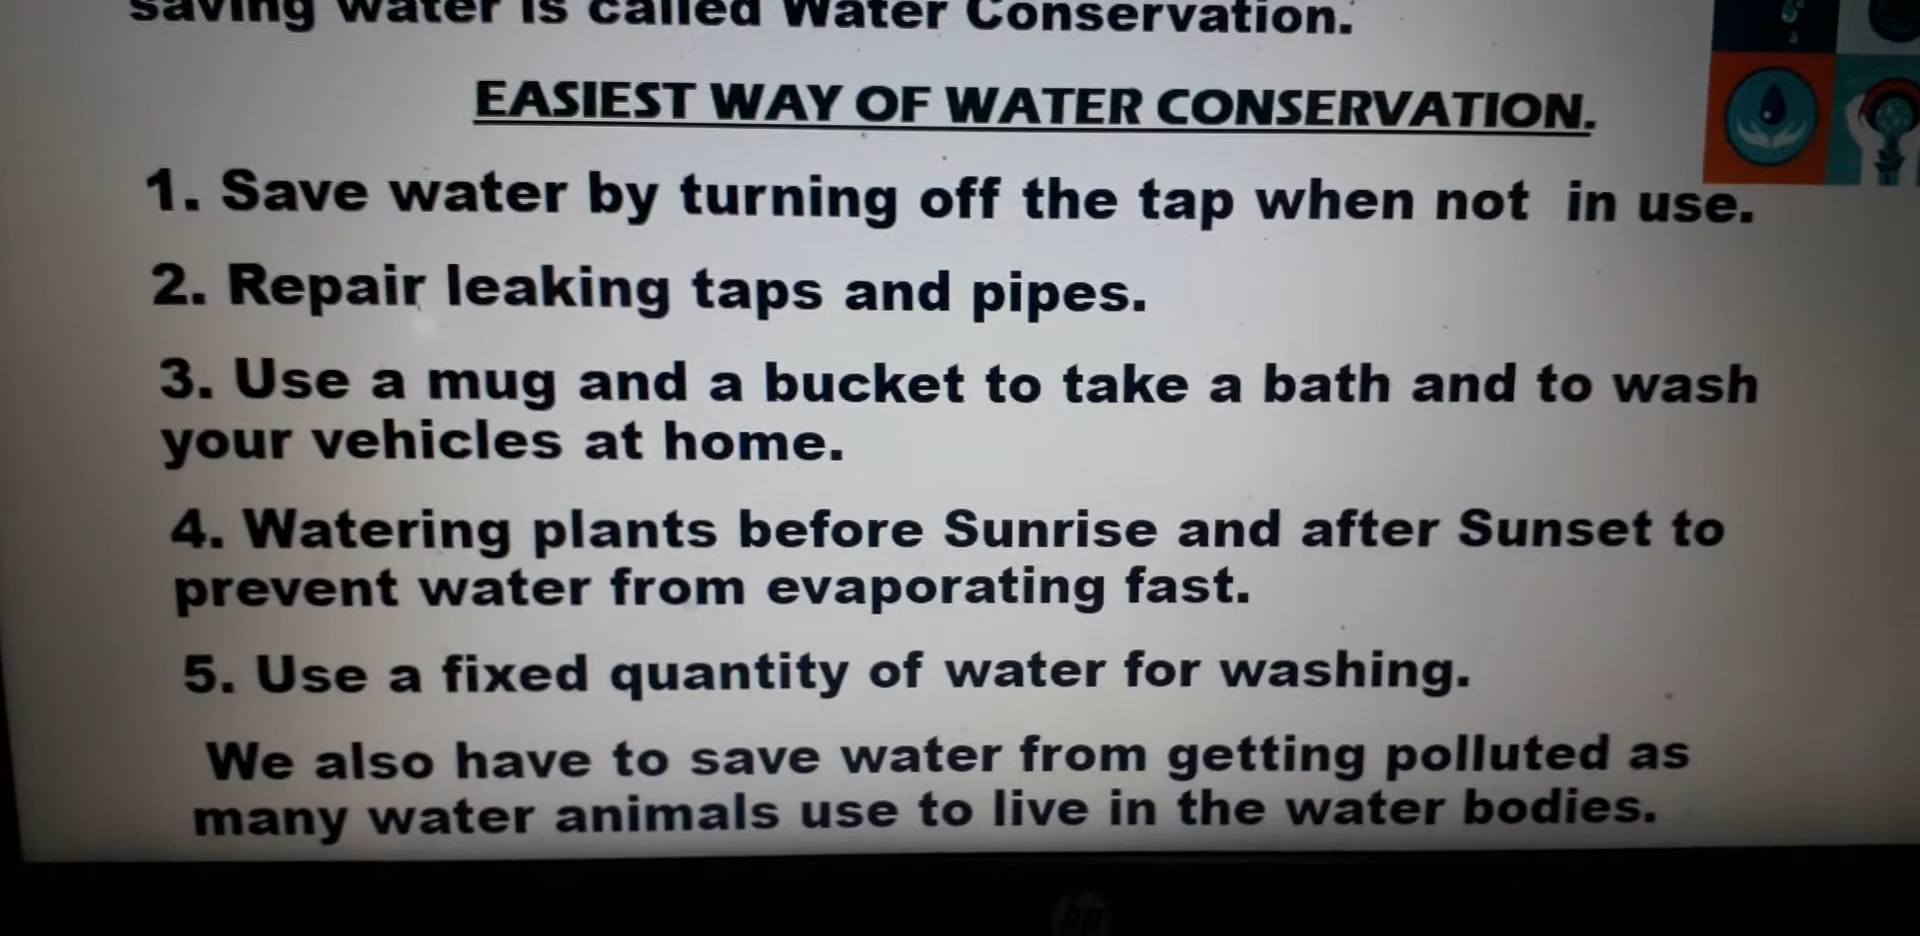 saving water is called Water Conservation.
EASIEST WAY OF WATER CONSERVATION.
1. Save water by turning off the tap when not in use.
2. Repair leaking taps and pipes.
3. Use a mug and a bucket to take a bath and to wash
your vehicles at home.
4. Watering plants before Sunrise and after Sunset to
prevent water from evaporating fast.
5. Use a fixed quantity of water for washing.
We also have to save water from getting polluted as
many water animals use to live in the water bodies.
hp